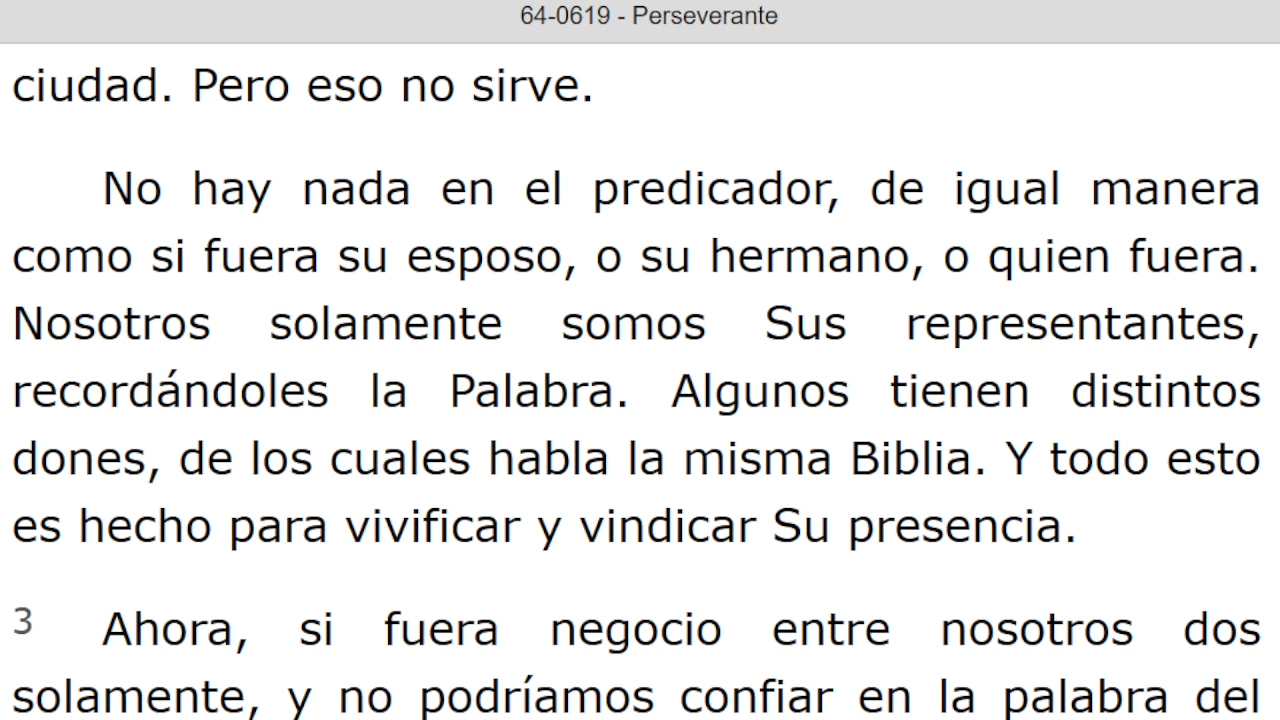 64-0619 - Perseverante
ciudad. Pero eso no sirve.
No hay nada en el predicador, de igual manera
como si fuera su esposo, o su hermano, o quien fuera.
Nosotros solamente somos Sus representantes,
recordándoles la Palabra. Algunos tienen distintos
dones, de los cuales habla la misma Biblia. Y todo esto
es hecho para vivificar y vindicar Su presencia.
3 Ahora, si fuera negocio entre nosotros dos
solamente, y no podríamos confiar en la palabra del